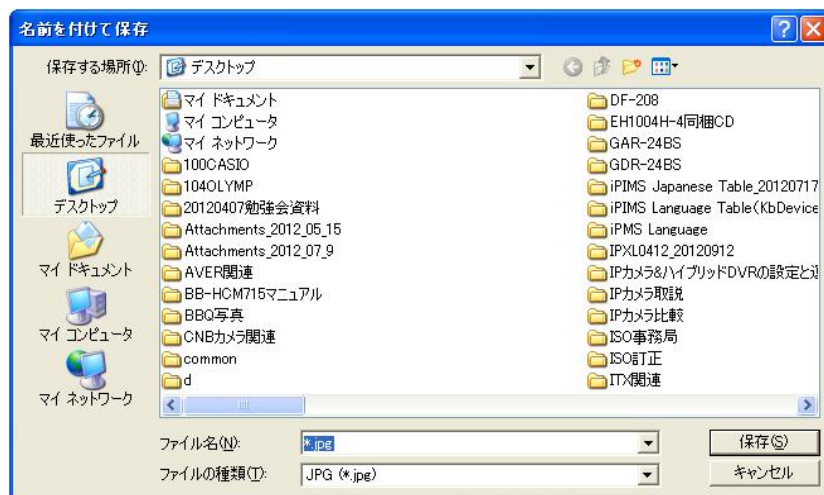 名前を付けて保存
保存する場所(I):
デスクトップ
最近使ったファイル
デスクトップ
マイ ドキュメント
マイ コンピュータ
マイ ネットワーク
マイ ドキュメント
マイ コンピュータ
マイ ネットワーク
100CASIO
104OLYMP
20120407勉強会資料
Attachments_2012_05_15
Attachments_2012_07_9
AVER関連
BB-HCM715マニュアル
BBQ写真
CNBカメラ関連
common
d
DF-208
EH1004H-4同梱CD
GAR-24BS
GDR-24BS
iPIMS Japanese Table_20120717
iPIMS Language Table(KbDevice
iPMS Language
IPXL0412_20120912
IPカメラ&ハイブリッドDVRの設定と
IPカメラ取説
IPカメラ比較
ISO事務局
ISO訂正
ITX関連
ファイル名(N):
*.jpg
保存(S)
ファイルの種類(T):
JPG (*.jpg)
キャンセル